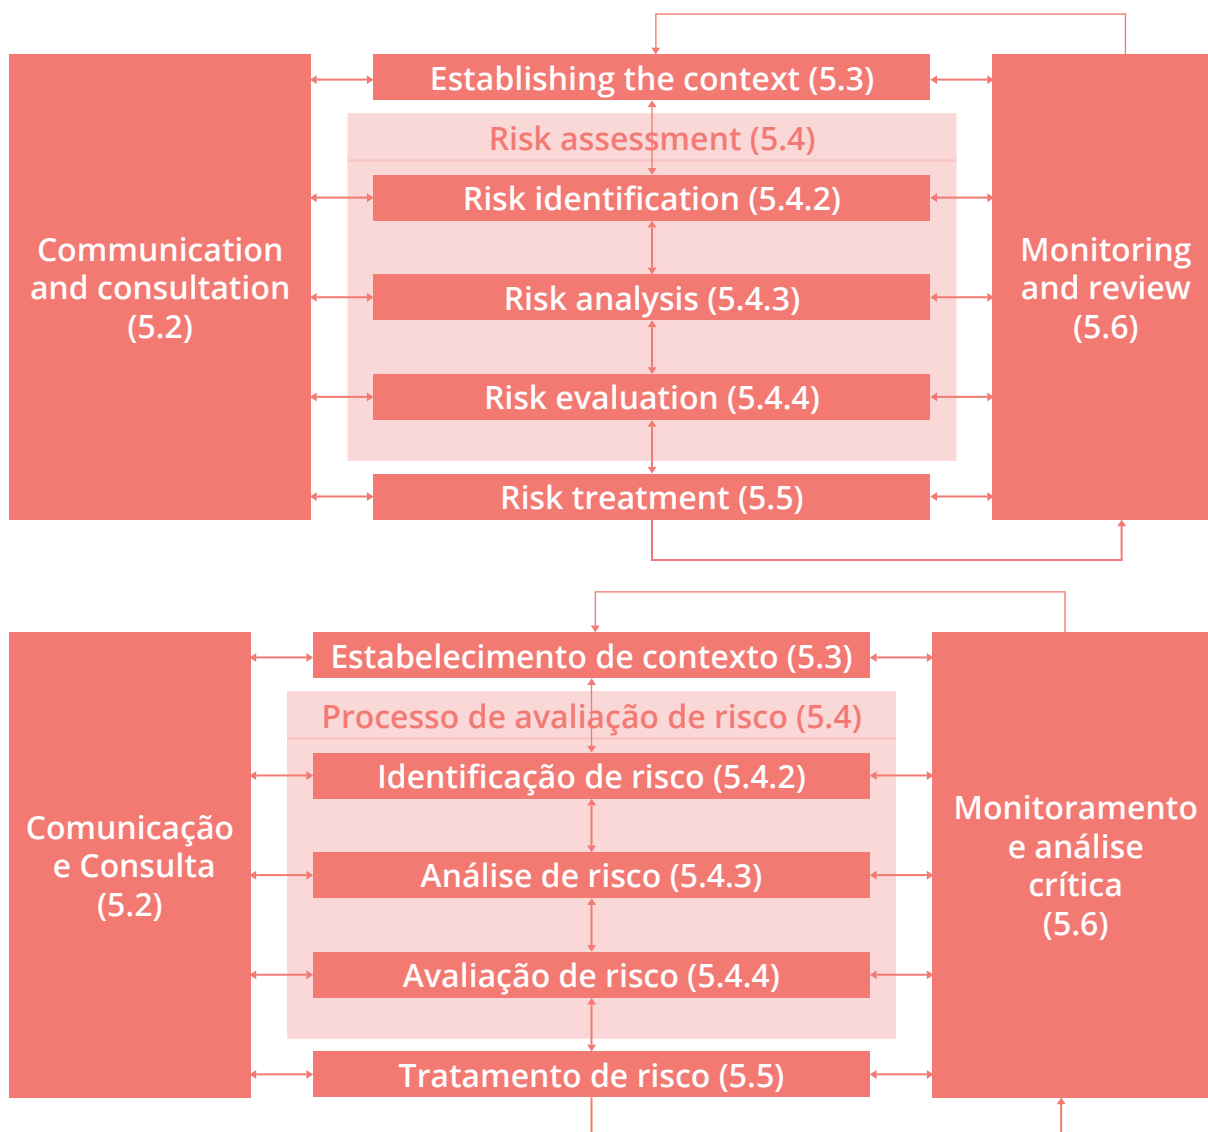 Establishing the context (5.3)
Risk assessment (5.4)
Risk identification (5.4.2)
Communication
and consultation
(5.2)
Monitoring
and review
(5.6)
Risk analysis (5.4.3)
Risk evaluation (5.4.4)
Risk treatment (5.5)
Estabelecimento de contexto (5.3)
Processo de avaliação de risco (5.4)
Identificação de risco (5.4.2)
Comunicação
e Consulta
(5.2)
Monitoramento
e análise
crítica
(5.6)
Análise de risco (5.4.3)
Avaliação de risco (5.4.4)
Tratamento de risco (5.5)